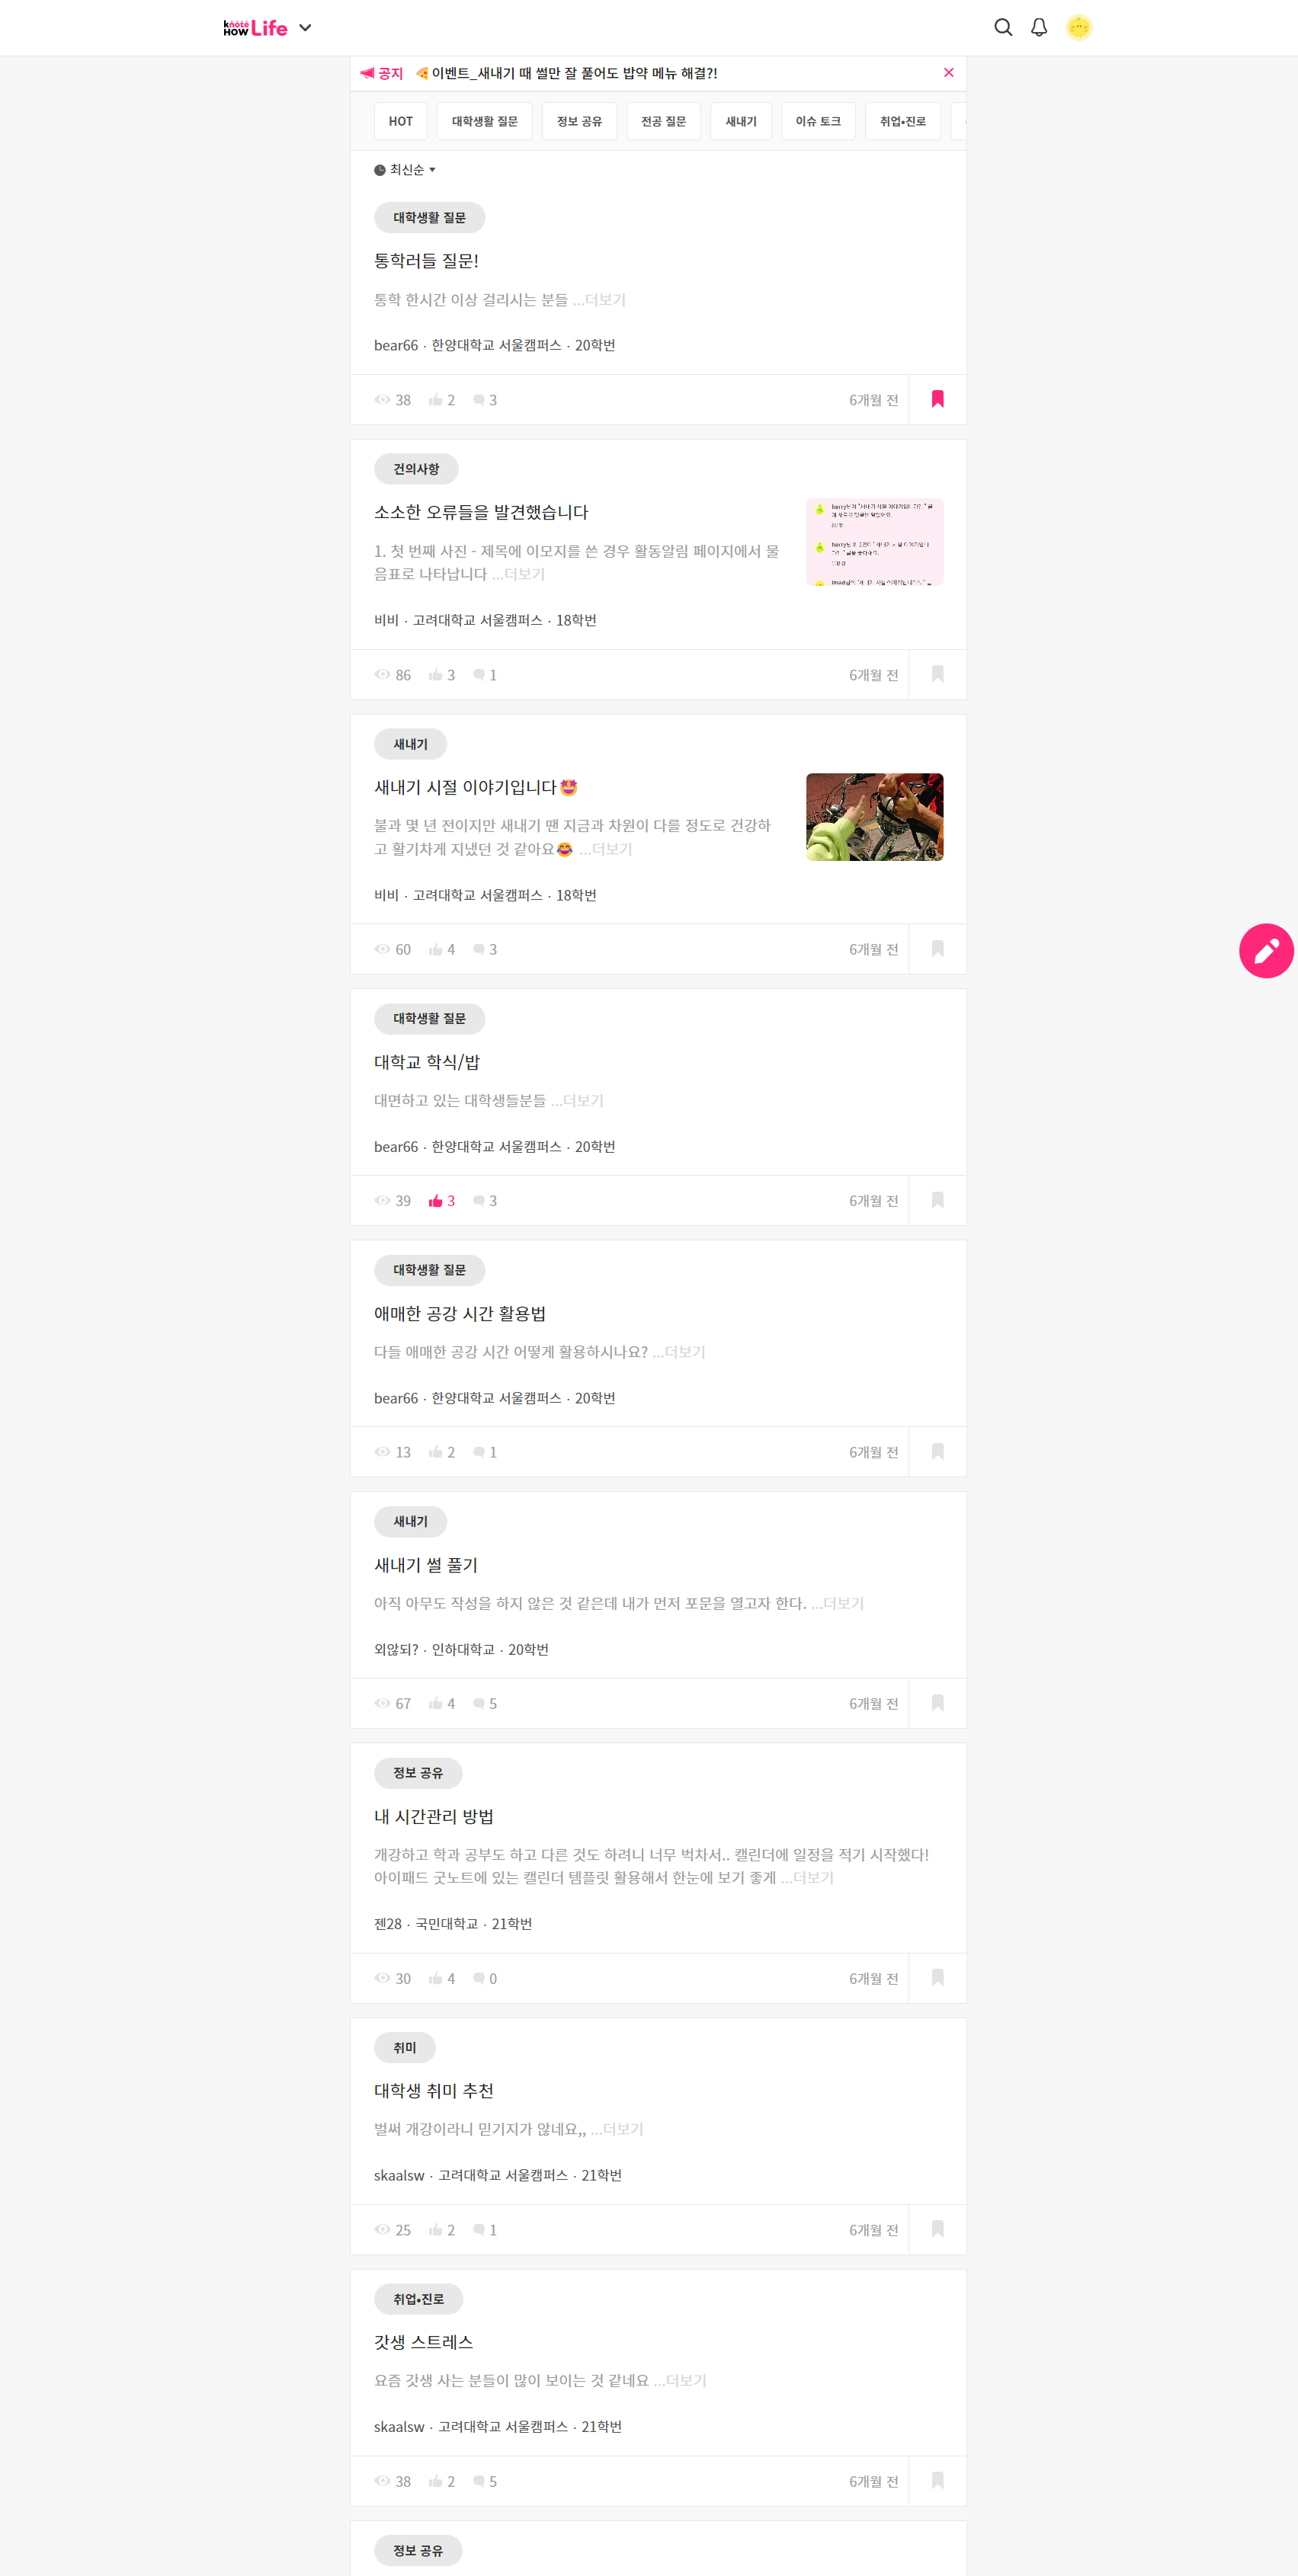 knote
HOW Life
공지 이벤트_새내기 때 썰만 잘 풀어도 밥약 메뉴 해결?!
HOT 대학생활 질문 정보 공유 전공 질문 새내기 이슈 토크 취업•진로
최신순
대학생활 질문
통학러들 질문!
통학 한시간 이상 걸리시는 분들 ...더보기
bear66 · 한양대학교 서울캠퍼스 · 20학번
38 2 3 6개월 전
건의사항
소소한 오류들을 발견했습니다
1. 첫 번째 사진 - 제목에 이모지를 쓴 경우 활동알림 페이지에서 물
음표로 나타납니다 ...더보기
비비 · 고려대학교 서울캠퍼스 · 18학번
86 3 1 6개월 전
새내기
새내기 시절 이야기입니다🤩
불과 몇 년 전이지만 새내기 땐 지금과 차원이 다를 정도로 건강하
고 활기차게 지냈던 것 같아요😂 ...더보기
비비 · 고려대학교 서울캠퍼스 · 18학번
60 4 3 6개월 전
대학생활 질문
대학교 학식/밥
대면하고 있는 대학생들분들 ...더보기
bear66 · 한양대학교 서울캠퍼스 · 20학번
39 3 3 6개월 전
대학생활 질문
애매한 공강 시간 활용법
다들 애매한 공강 시간 어떻게 활용하시나요? ...더보기
bear66 · 한양대학교 서울캠퍼스 · 20학번
13 2 1 6개월 전
새내기
새내기 썰 풀기
아직 아무도 작성을 하지 않은 것 같은데 내가 먼저 포문을 열고자 한다. ...더보기
외않되? · 인하대학교 · 20학번
67 4 5 6개월 전
정보 공유
내 시간관리 방법
개강하고 학과 공부도 하고 다른 것도 하려니 너무 벅차서.. 캘린더에 일정을 적기 시작했다!
아이패드 굿노트에 있는 캘린더 템플릿 활용해서 한눈에 보기 좋게 ...더보기
젠28 · 국민대학교 · 21학번
30 4 0 6개월 전
취미
대학생 취미 추천
벌써 개강이라니 믿기지가 않네요,, ...더보기
skaalsw · 고려대학교 서울캠퍼스 · 21학번
25 2 1 6개월 전
취업•진로
갓생 스트레스
요즘 갓생 사는 분들이 많이 보이는 것 같네요 ...더보기
skaalsw · 고려대학교 서울캠퍼스 · 21학번
38 2 5 6개월 전
정보 공유